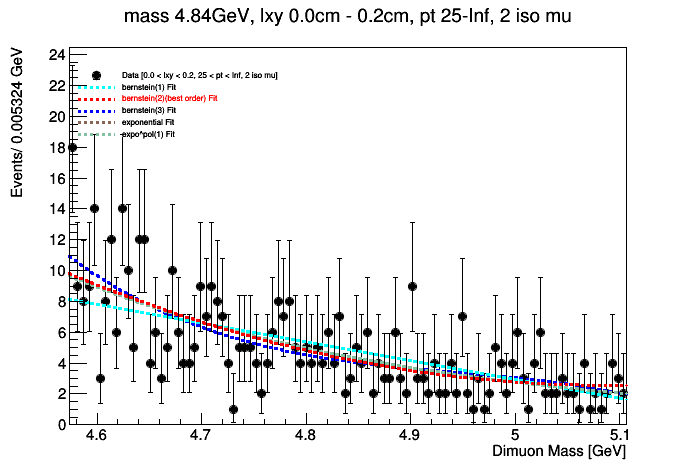 mass 4.84GeV, lxy 0.0cm - 0.2cm, pt 25-Inf, 2 iso mu
Events/ 0.005324 GeV
24
22
20
18
16
14
12
10
8
6
4
2
0
Data [0.0 < lxy < 0.2, 25 < pt < Inf, 2 iso mu]
bernstein(1) Fit
bernstein(2)(best order) Fit
bernstein(3) Fit
exponential Fit
expo^pol(1) Fit
4.6 4.7 4.8 4.9 5 5.1
Dimuon Mass [GeV]